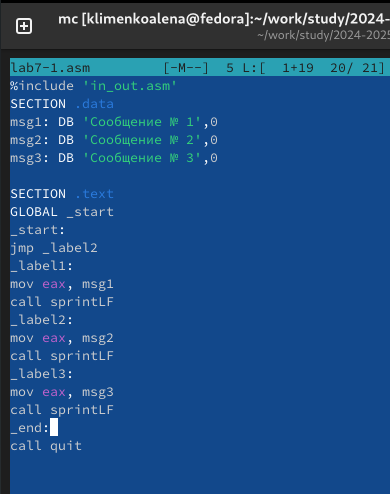 mc [klimenkoalena@fedora]:~/work/study/2024-
~/work/study/2024-2025
lab7-1.asm [-M--] 5 L:[ 1+19 20/ 21]
%include 'in_out.asm'
SECTION .data
msg1: DB 'Сообщение № 1',0
msg2: DB 'Сообщение № 2',0
msg3: DB 'Сообщение № 3',0
SECTION .text
GLOBAL _start
_start:
jmp _label2
_label1:
mov eax, msg1
call sprintLF
_label2:
mov eax, msg2
call sprintLF
_label3:
mov eax, msg3
call sprintLF
_end:
call quit